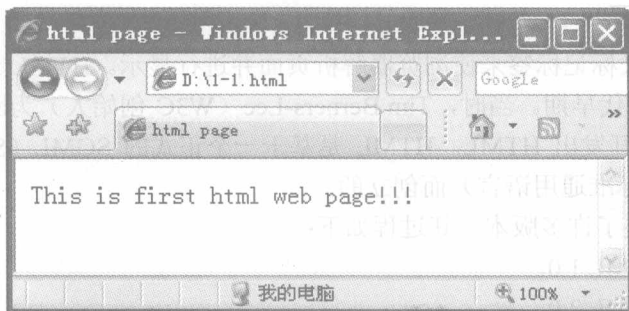 html page - Windows Internet Expl...
D:\1-1.html
Google
html page
»
This is first html web page!!!
我的电脑
100%